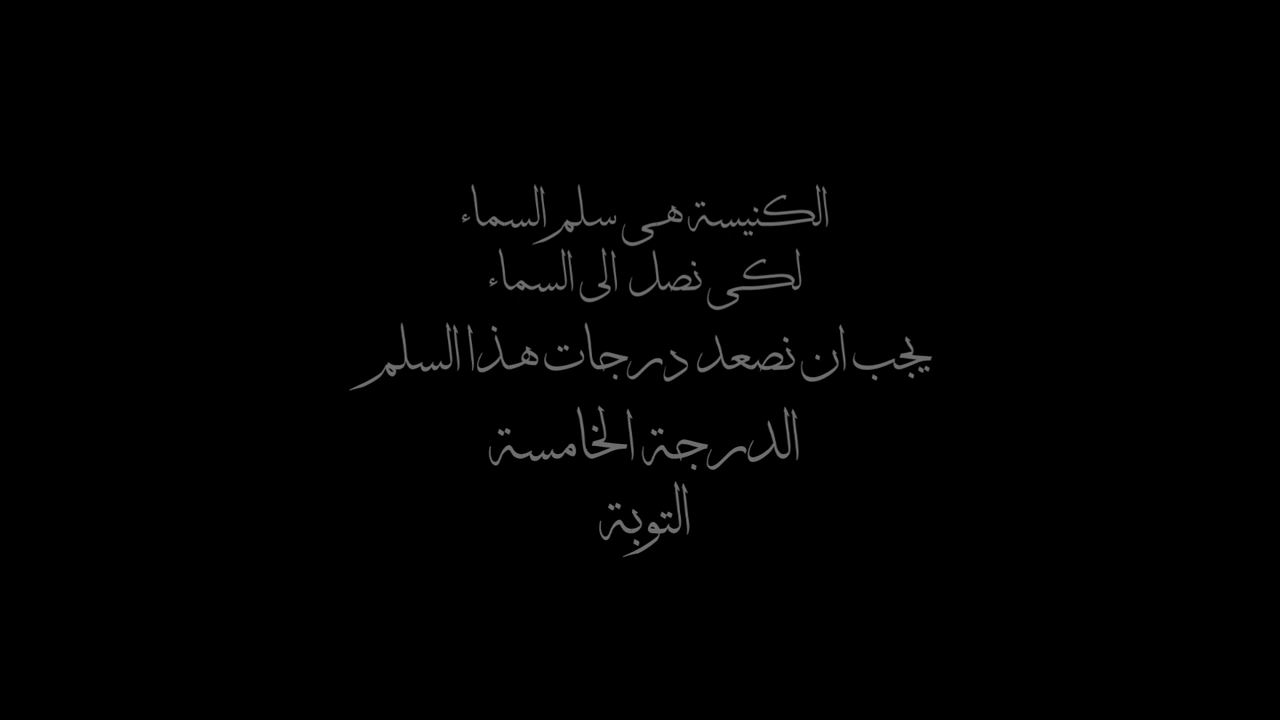 الكنيسة هى سلم السماء
لكى نصل الى السماء
يجب ان نصعد درجات هذا السلم
الدرجة الخامسة
التوبة